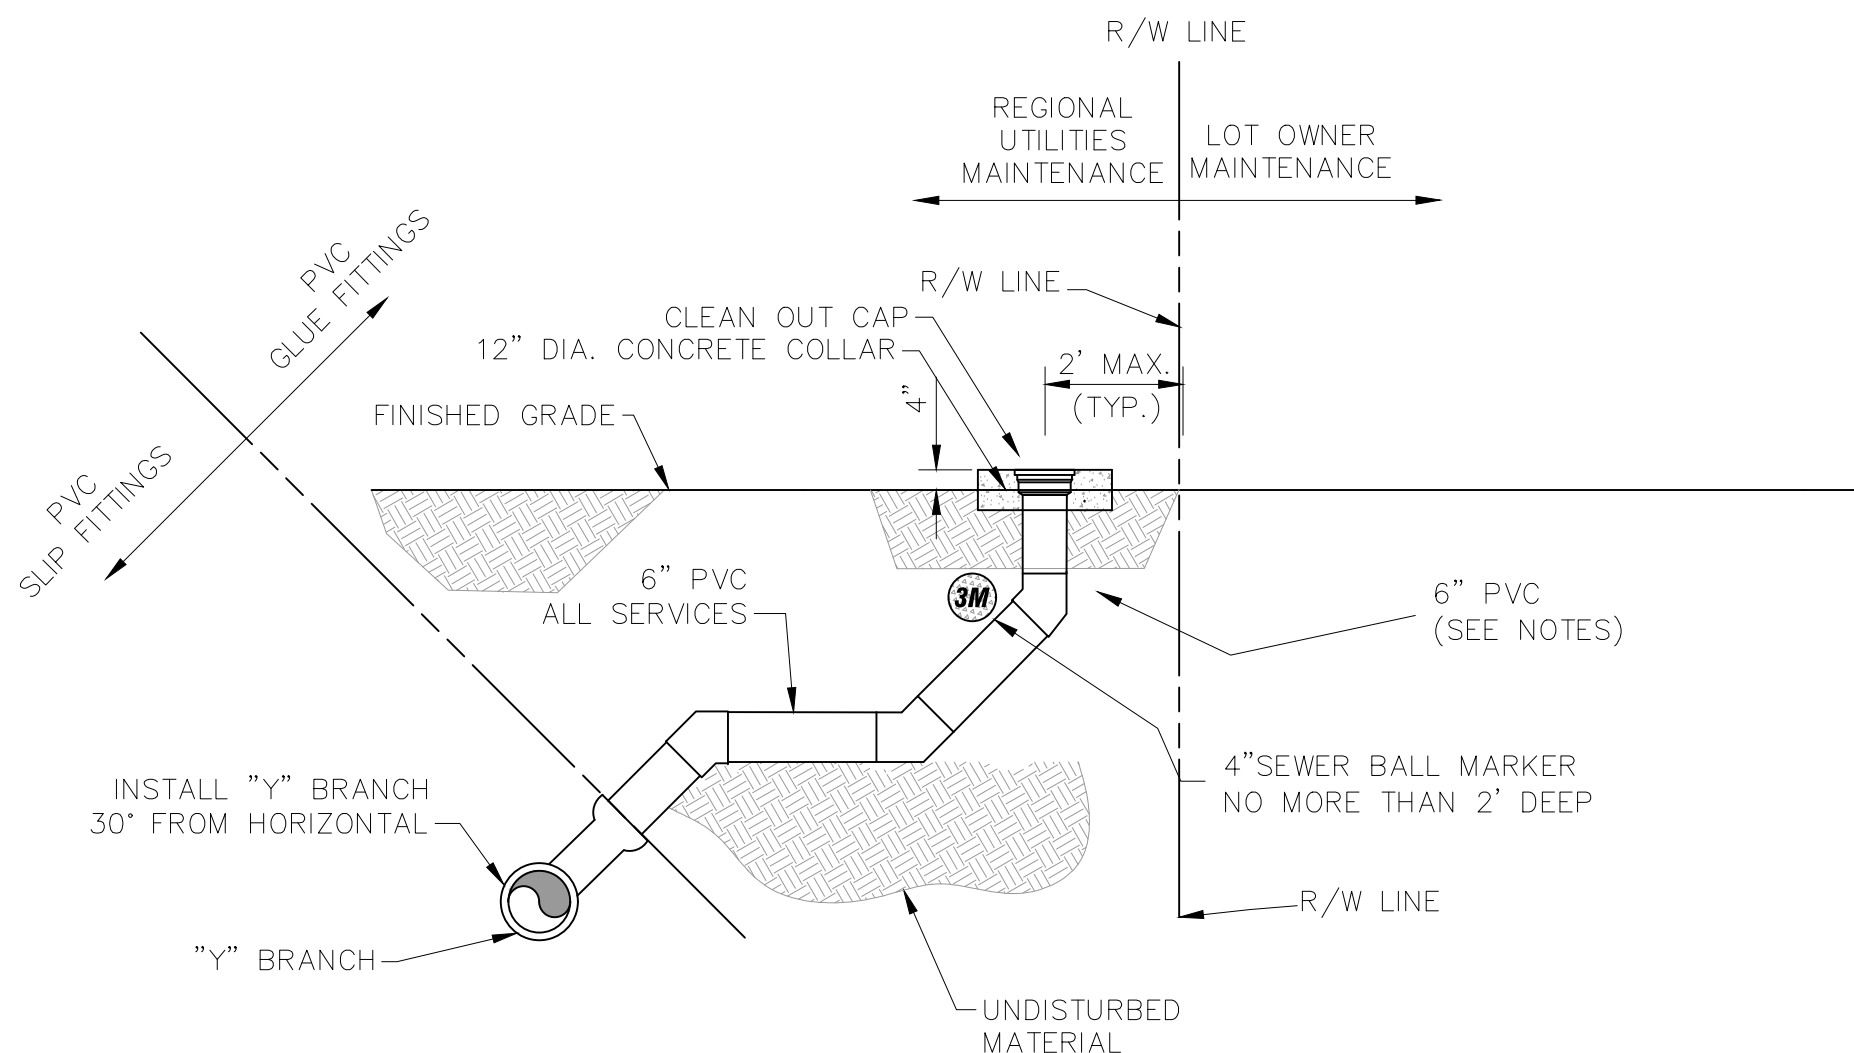 R/W LINE
REGIONAL
UTILITIES
MAINTENANCE
LOT OWNER
MAINTENANCE
PVC
GLUE FITTINGS
PVC
SLIP FITTINGS
R/W LINE
CLEAN OUT CAP
12" DIA. CONCRETE COLLAR
2' MAX.
(TYP.)
4"
FINISHED GRADE
6" PVC
ALL SERVICES
3M
6" PVC
(SEE NOTES)
4"SEWER BALL MARKER
NO MORE THAN 2' DEEP
INSTALL "Y" BRANCH
30° FROM HORIZONTAL
R/W LINE
"Y" BRANCH
UNDISTURBED
MATERIAL